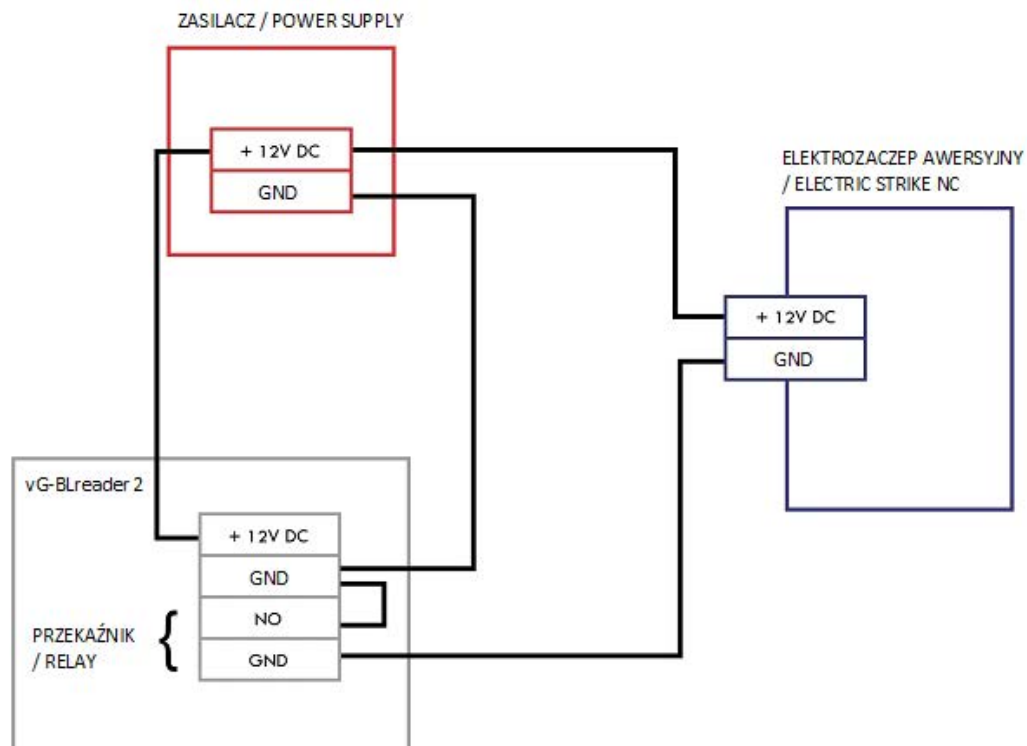 ZASILACZ / POWER SUPPLY
+ 12V DC
GND
ELEKTROZACZEP AWERSYJNY
/ ELECTRIC STRIKE NC
+ 12V DC
GND
vG-BLreader 2
+ 12V DC
GND
NO
GND
PRZEKAŹNIK
/ RELAY